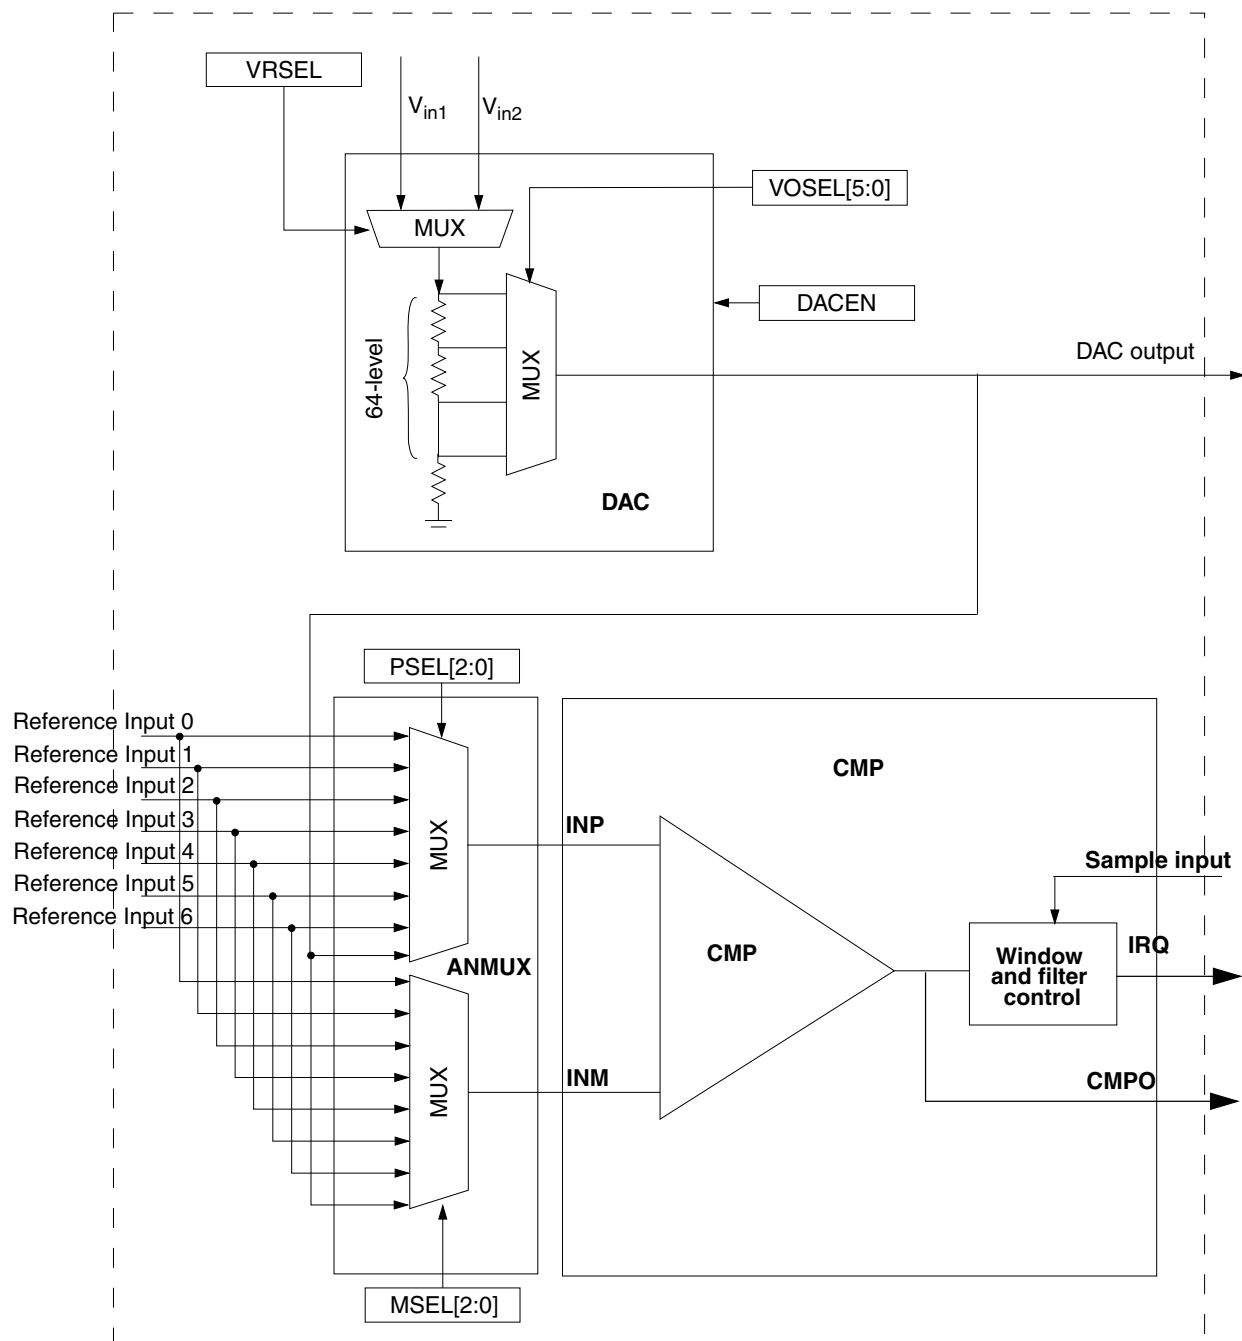 VRSEL
Vin1
Vin2
VOSEL[5:0]
MUX
DACEN
64-level
MUX
DAC output
DAC
PSEL[2:0]
Reference Input 0
Reference Input 1
Reference Input 2
Reference Input 3
Reference Input 4
Reference Input 5
Reference Input 6
MUX
ANMUX
MUX
MSEL[2:0]
CMP
INP
INM
CMP
Sample input
Window
and filter
control
IRQ
CMPO